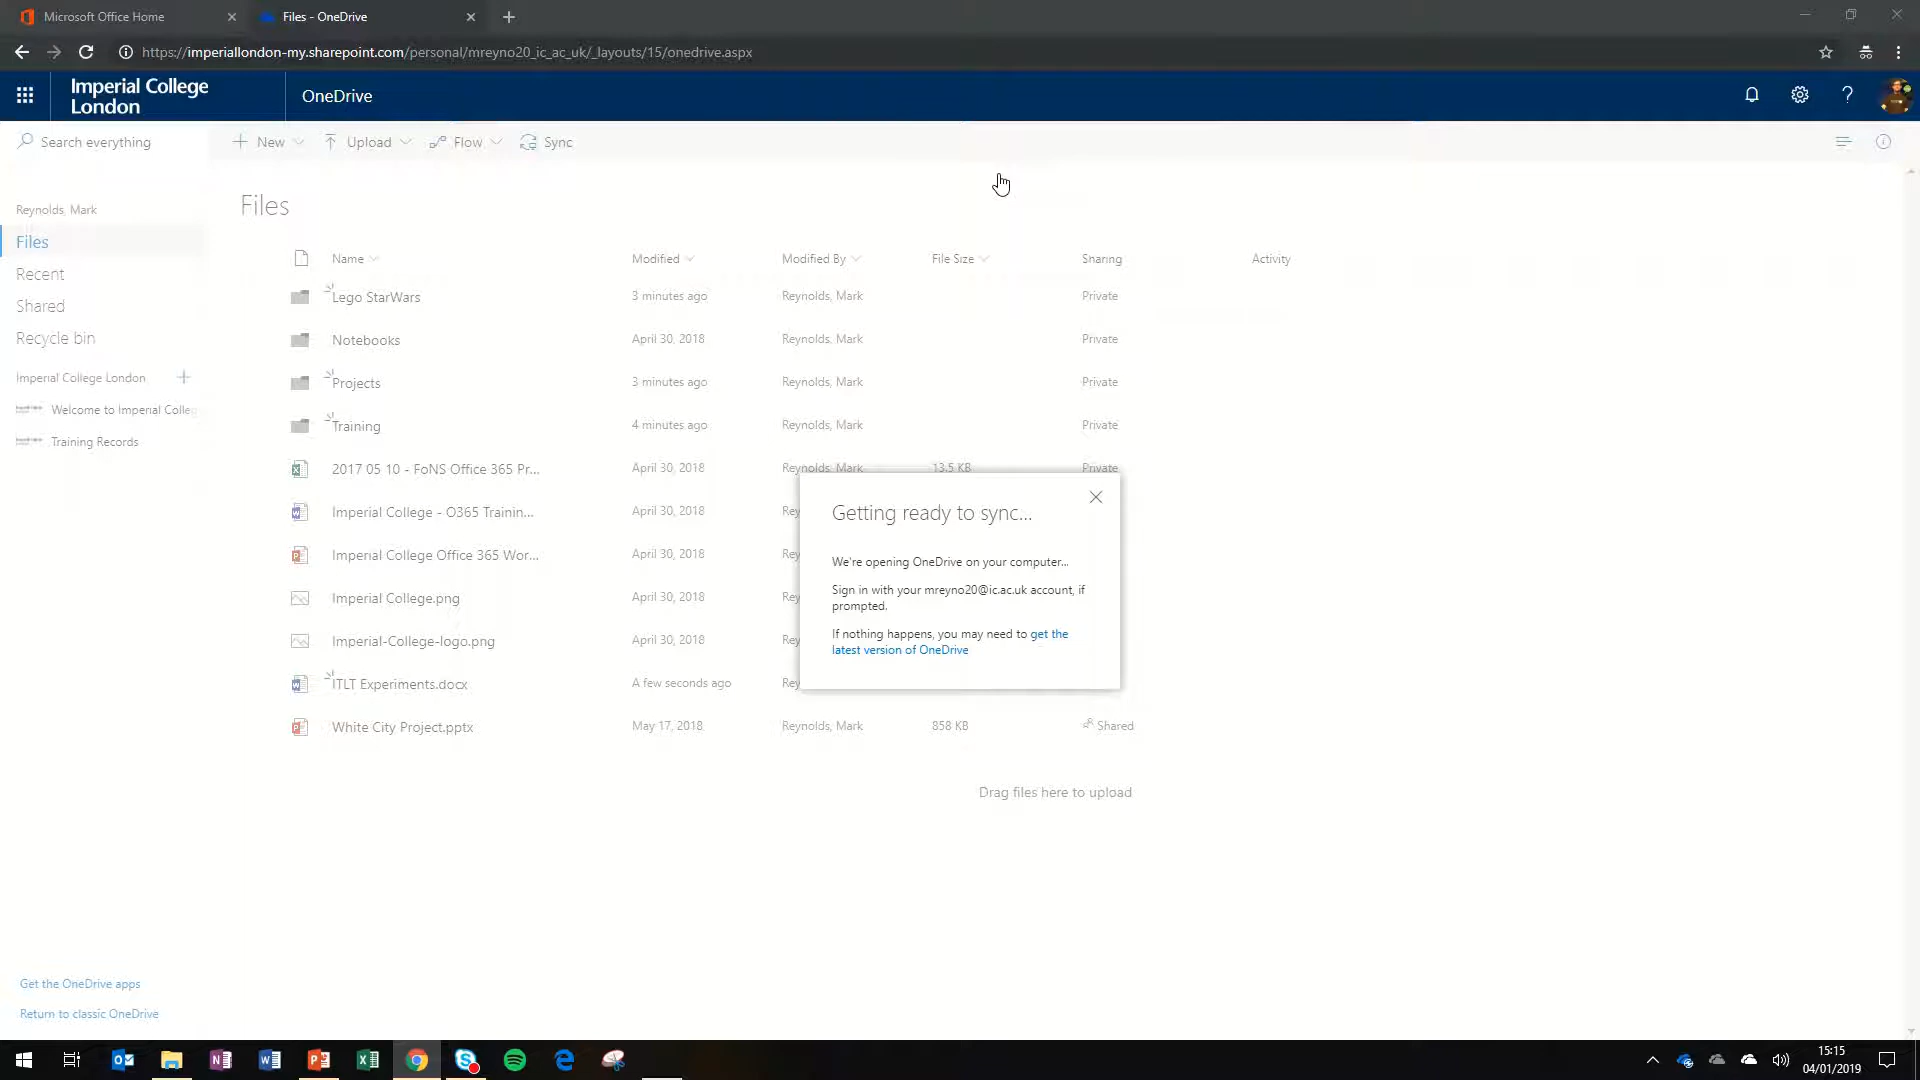 Microsoft Office Home
Files - OneDrive
https://imperiallondon-my.sharepoint.com/personal/mreyno20_ic_ac_uk/_layouts/15/onedrive.aspx
Imperial College
London
OneDrive
Search everything
New
Upload
Flow
Sync
Reynolds, Mark
Files
Recent
Shared
Recycle bin
Imperial College London
Welcome to Imperial Colleg
Training Records
Files
Name Modified Modified By File Size Sharing Activity
Lego StarWars 3 minutes ago Reynolds, Mark Private
Notebooks April 30, 2018 Reynolds, Mark Private
Projects 3 minutes ago Reynolds, Mark Private
Training 4 minutes ago Reynolds, Mark Private
2017 05 10 - FoNS Office 365 Pr... April 30, 2018 Reynolds, Mark 13.5 KB Private
Imperial College - O365 Trainin... April 30, 2018 Rey
Imperial College Office 365 Wor... April 30, 2018 Rey
Imperial College.png April 30, 2018 Rey
Imperial-College-logo.png April 30, 2018 Rey
ITLT Experiments.docx A few seconds ago Rey
White City Project.pptx May 17, 2018 Reynolds, Mark 858 KB Shared
Getting ready to sync...
We're opening OneDrive on your computer...
Sign in with your mreyno20@ic.ac.uk account, if
prompted.
If nothing happens, you may need to get the
latest version of OneDrive
Drag files here to upload
Get the OneDrive apps
Return to classic OneDrive
15:15
04/01/2019